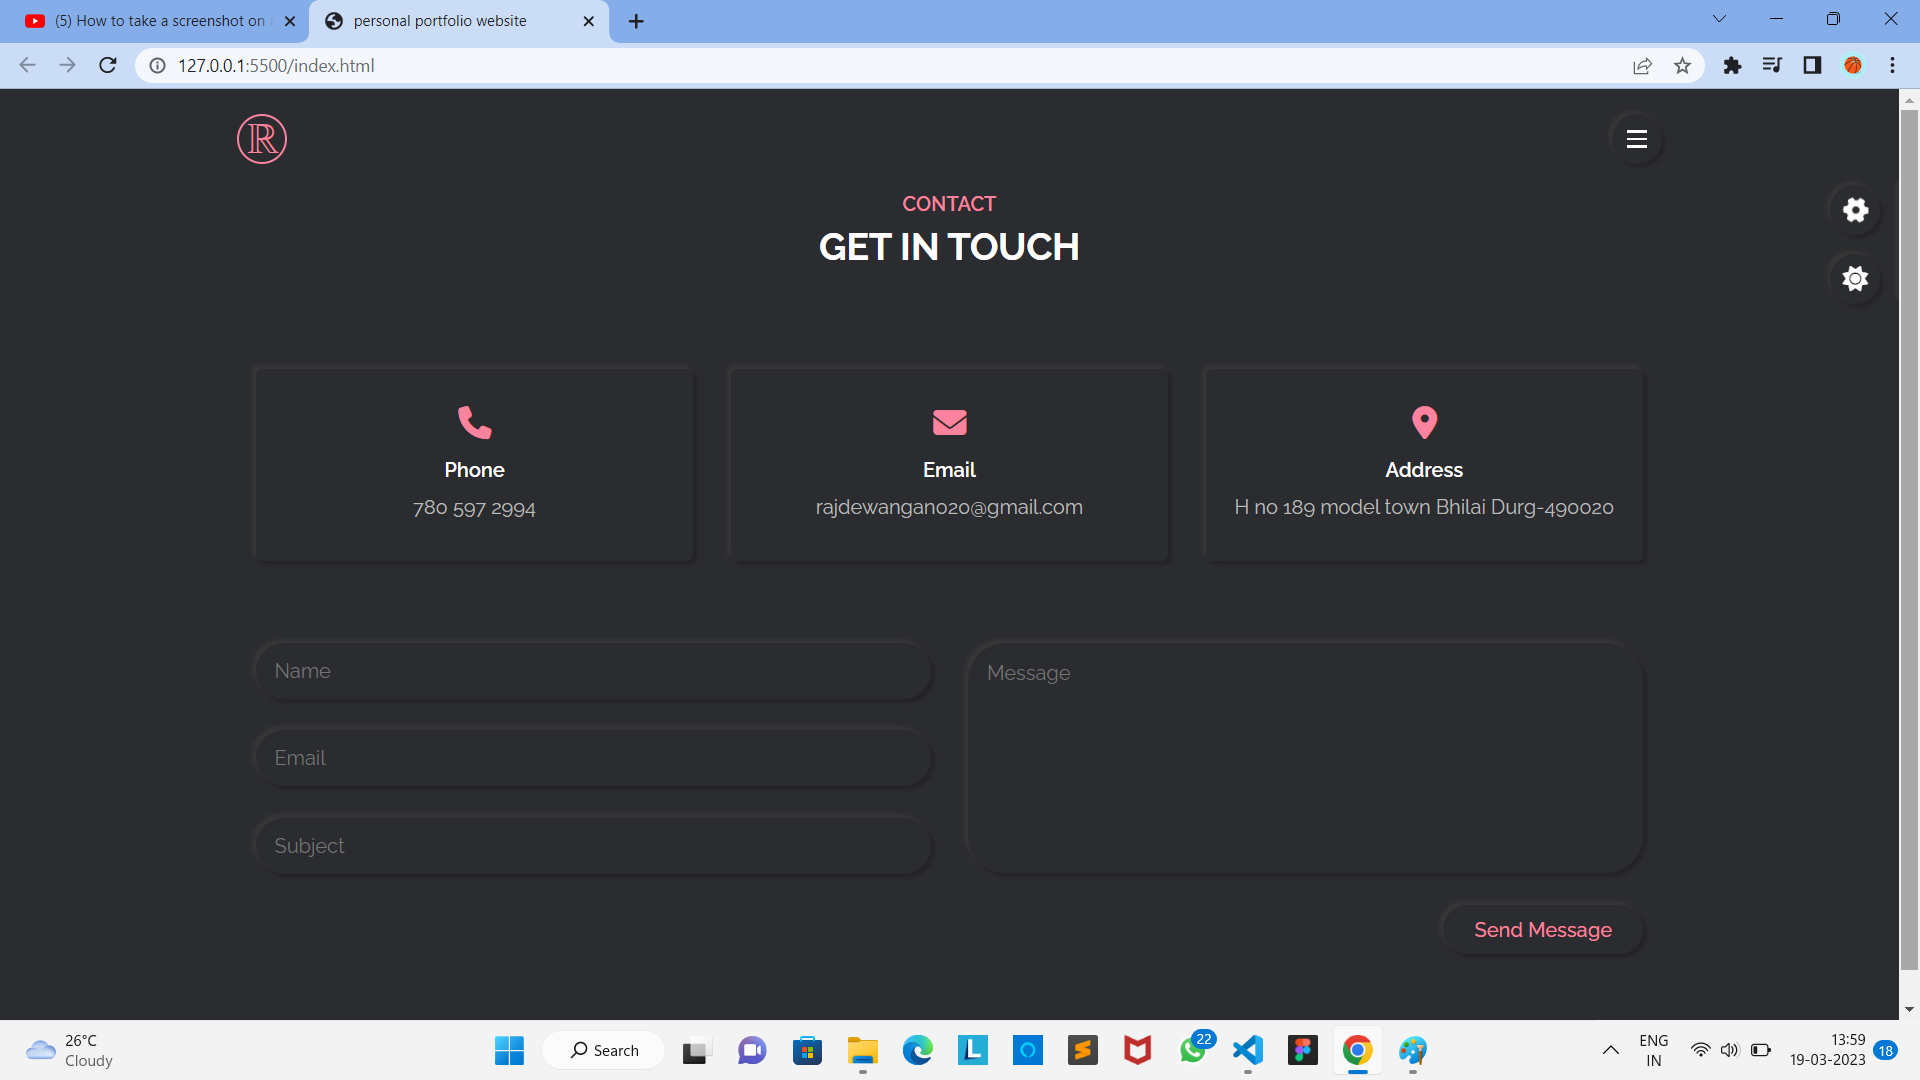 (5) How to take a screenshot on
personal portfolio website
127.0.0.1:5500/index.html
R
CONTACT
GET IN TOUCH
Phone
780 597 2994
Email
rajdewangan020@gmail.com
Address
H no 189 model town Bhilai Durg-490020
Name
Email
Subject
Message
Send Message
26°C
Cloudy
Search
L
22
ENG
IN
13:59
19-03-2023
18